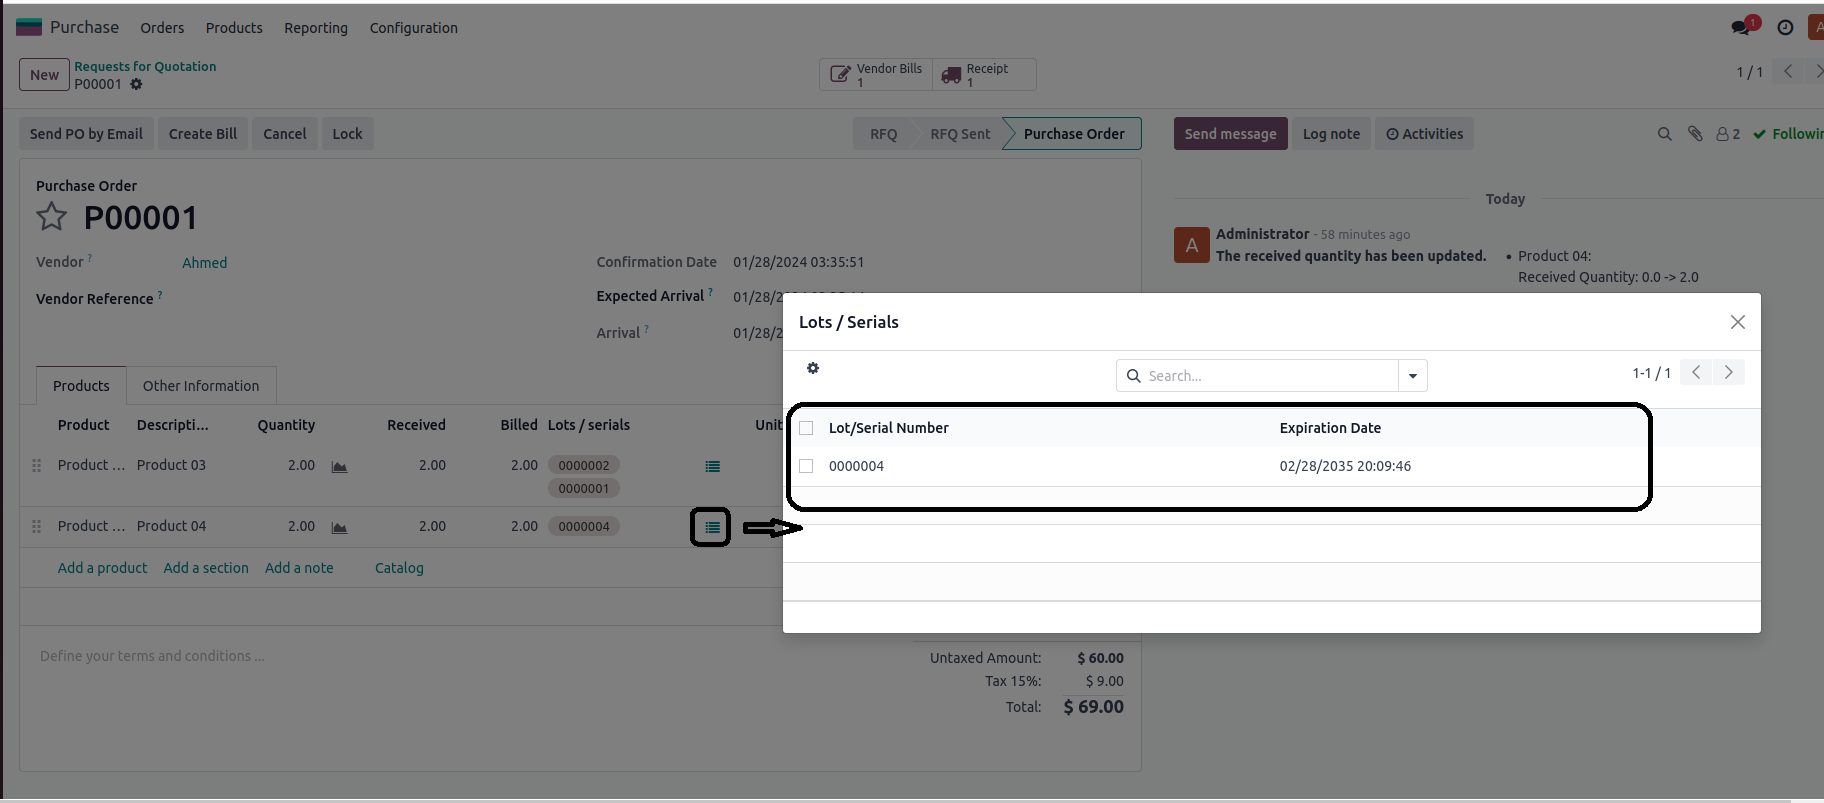 Purchase Orders Products Reporting Configuration 1 A
New Requests for Quotation
P00001
Vendor Bills
1
Receipt
1
1 / 1
Send PO by Email Create Bill Cancel Lock RFQ RFQ Sent Purchase Order Send message Log note Activities 2
Purchase Order
P00001
Vendor ? Ahmed
Vendor Reference ?
Confirmation Date 01/28/2024 03:35:51
Expected Arrival ? 01/28/2
Arrival ? 01/28/2
Today
A
Administrator - 58 minutes ago
The received quantity has been updated. • Product 04:
Received Quantity: 0.0 -> 2.0
Products Other Information
Product Descripti... Quantity Received Billed Lots / serials Unit
Product ... Product 03 2.00 2.00 2.00 0000002
0000001
Product ... Product 04 2.00 2.00 2.00 0000004
Add a product Add a section Add a note Catalog
Define your terms and conditions ...
Lots / Serials
Search... 1-1 / 1
Lot/Serial Number Expiration Date
0000004 02/28/2035 20:09:46
Untaxed Amount: $ 60.00
Tax 15%: $ 9.00
Total: $ 69.00